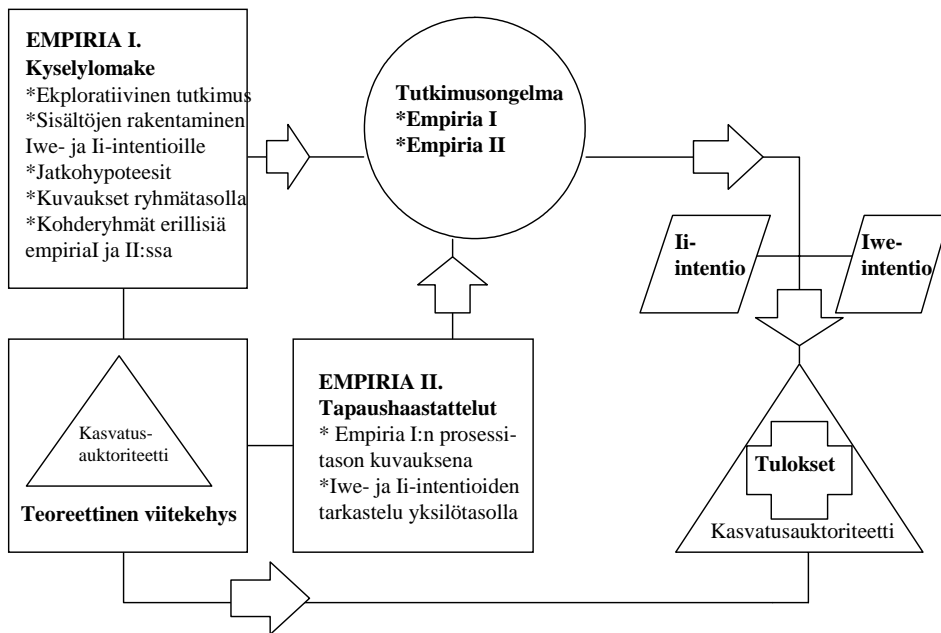 EMPIRIA I.
Kyselylomake
*Ekploratiivinen tutkimus
*Sisältöjen rakentaminen
Iwe- ja Ii-intentioille
*Jatkohypoteesit
*Kuvaukset ryhmätasolla
*Kohderyhmät erillisiä
empiriaI ja II:ssa
Tutkimusongelma
*Empiria I
*Empiria II
Ii-
intentio
Iwe-
intentio
Kasvatus-
auktoriteetti
Teoreettinen viitekehys
EMPIRIA II.
Tapaushaastattelut
* Empiria I:n prosessi-
tason kuvauksena
*Iwe- ja Ii-intentioiden
tarkastelu yksilötasolla
Tulokset
Kasvatusauktoriteetti